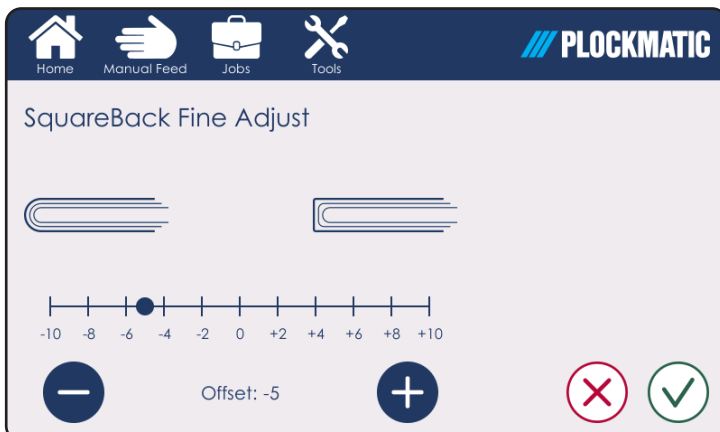 Home Manual Feed Jobs Tools
PLOCKMATIC
SquareBack Fine Adjust
-10 -8 -6 -4 -2 0 +2 +4 +6 +8 +10
Offset: -5